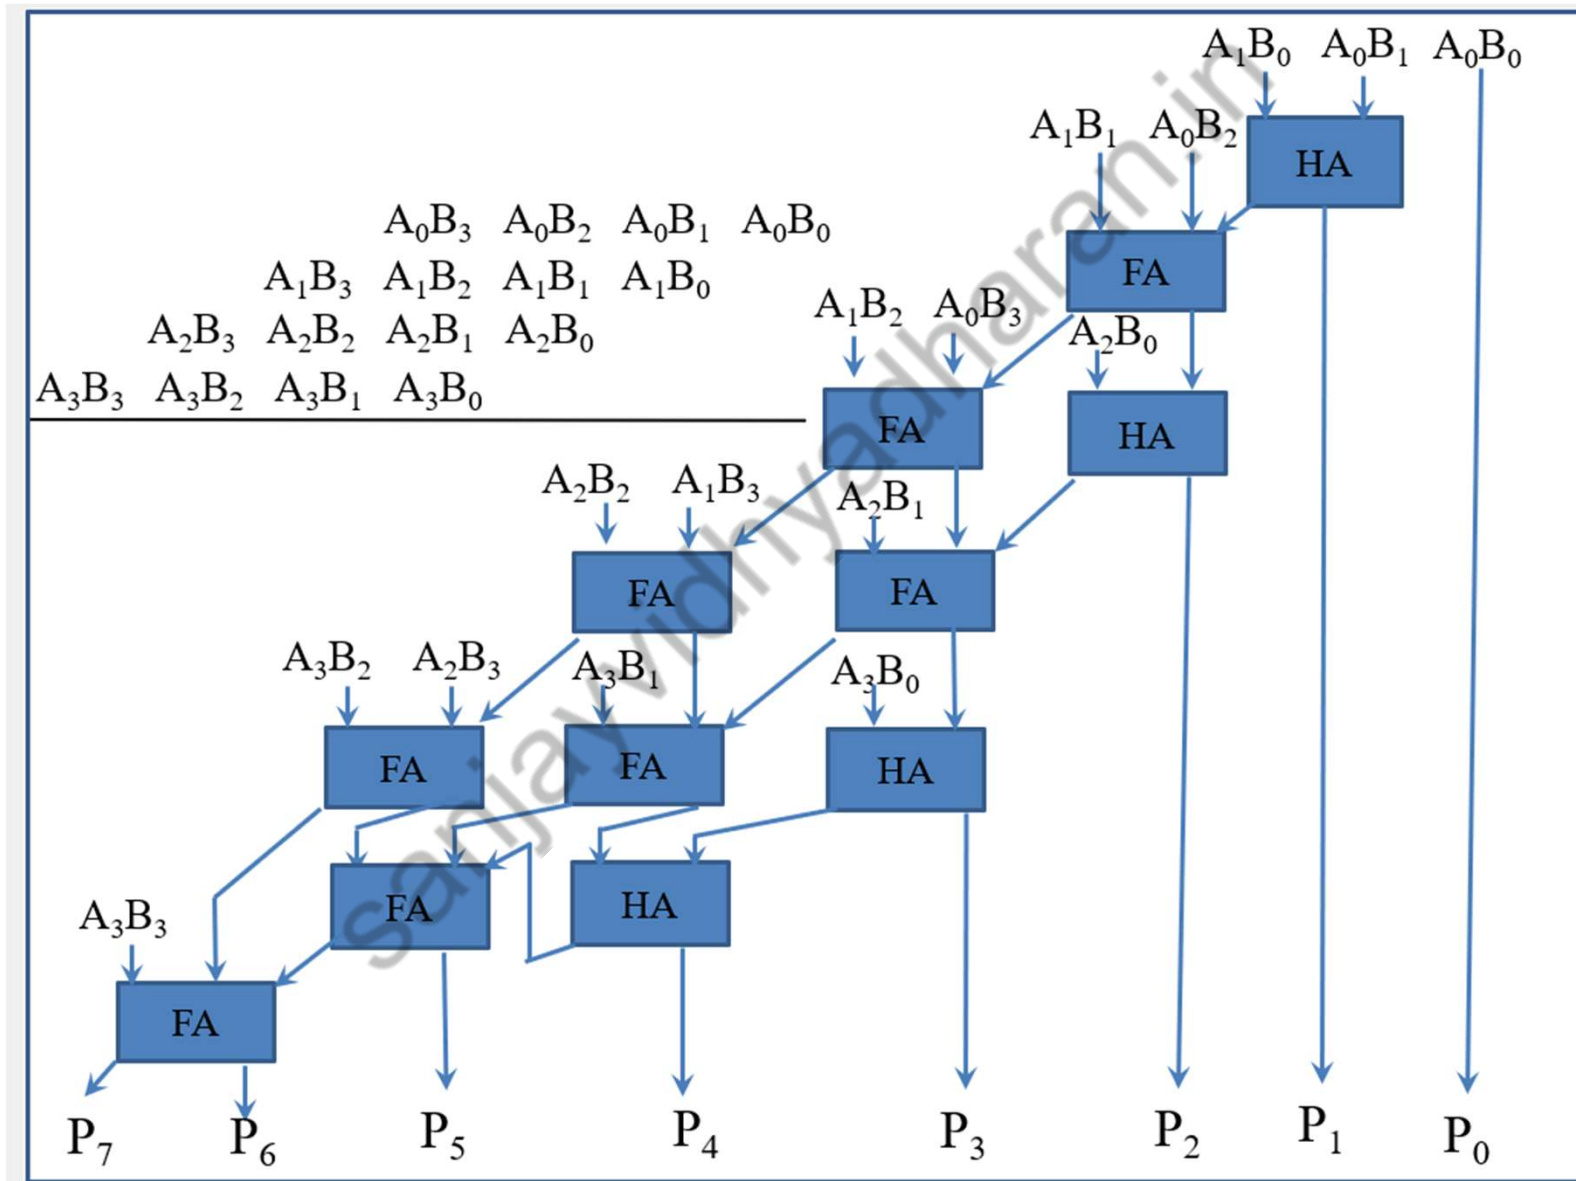 A₁B₀ A₀B₁ A₀B₀
A₁B₁ A₀B₂
HA
A₀B₃ A₀B₂ A₀B₁ A₀B₀
A₁B₃ A₁B₂ A₁B₁ A₁B₀
A₂B₃ A₂B₂ A₂B₁ A₂B₀
A₃B₃ A₃B₂ A₃B₁ A₃B₀
FA
A₁B₂ A₀B₃
A₂B₀
FA HA
A₂B₂ A₁B₃ A₂B₁
FA FA
A₃B₂ A₂B₃ A₃B₁ A₃B₀
FA FA HA
FA HA
A₃B₃
FA
P₇ P₆ P₅ P₄ P₃ P₂ P₁ P₀
sanjayvidhyadharan.in